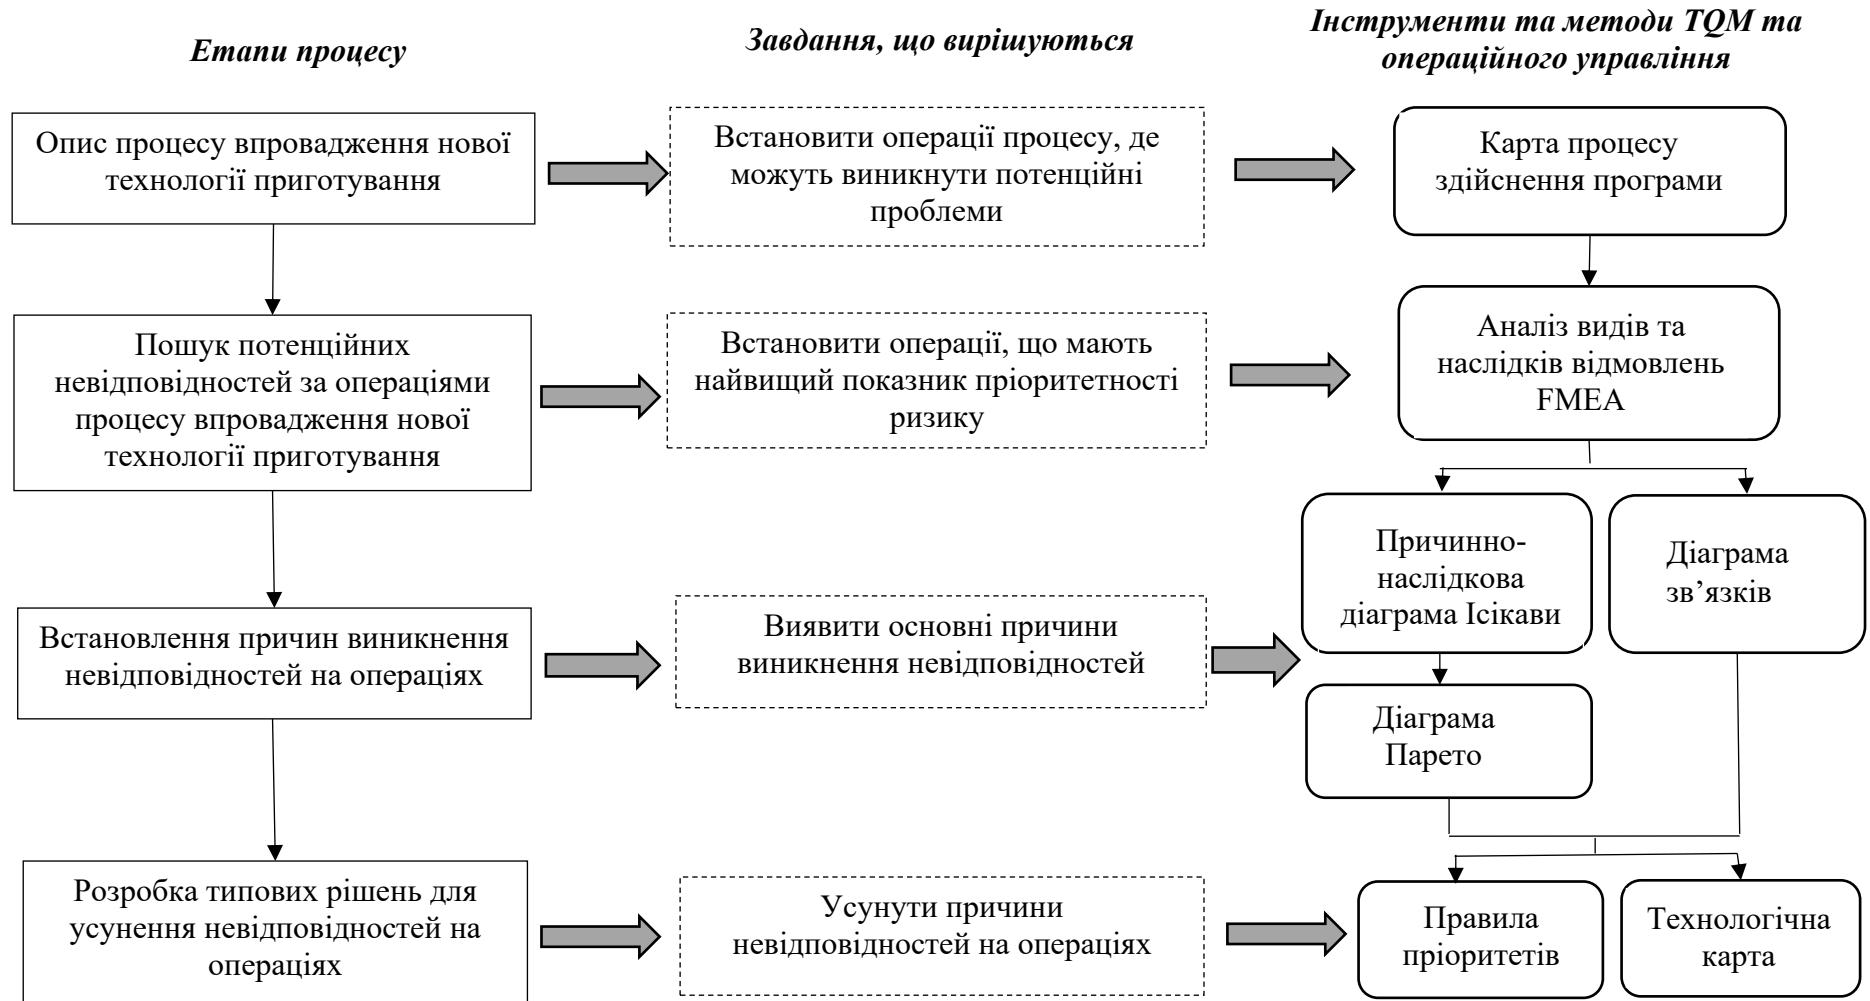 Етапи процесу
Завдання, що вирішуються
Інструменти та методи TQM та
операційного управління
Опис процесу впровадження нової
технології приготування
Встановити операції процесу, де
можуть виникнути потенційні
проблеми
Карта процесу
здійснення програми
Пошук потенційних
невідповідностей за операціями
процесу впровадження нової
технології приготування
Встановити операції, що мають
найвищий показник пріоритетності
ризику
Аналіз видів та
наслідків відмовлень
FMEA
Встановлення причин виникнення
невідповідностей на операціях
Виявити основні причини
виникнення невідповідностей
Причинно-
наслідкова
діаграма Ісікави
Діаграма
зв’язків
Діаграма
Парето
Розробка типових рішень для
усунення невідповідностей на
операціях
Усунути причини
невідповідностей на операціях
Правила
пріоритетів
Технологічна
карта